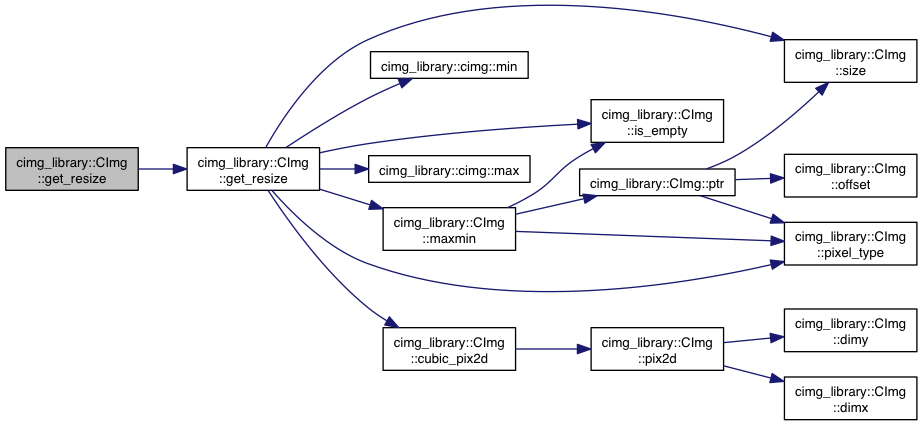 cimg_library::CImg
::get_resize
cimg_library::CImg
::get_resize
cimg_library::cimg::min
cimg_library::cimg::max
cimg_library::CImg
::maxmin
cimg_library::CImg
::cubic_pix2d
cimg_library::CImg
::is_empty
cimg_library::CImg::ptr
cimg_library::CImg
::pix2d
cimg_library::CImg
::size
cimg_library::CImg
::offset
cimg_library::CImg
::pixel_type
cimg_library::CImg
::dimy
cimg_library::CImg
::dimx